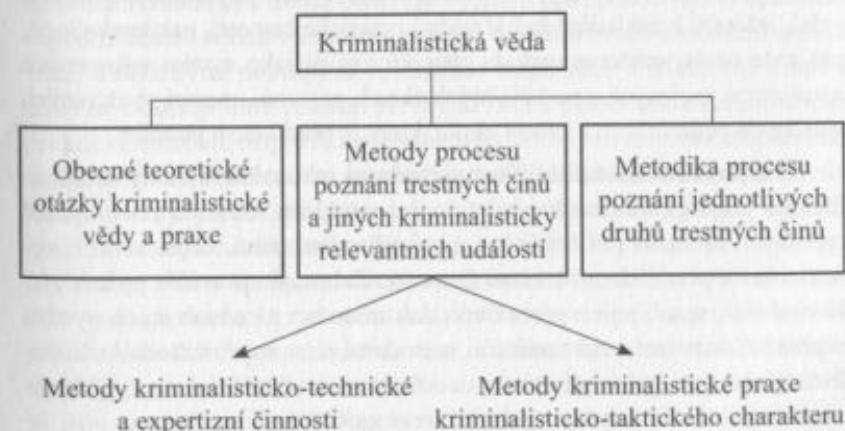 Kriminalistická věda
Obecné teoretické
otázky kriminalistické
vědy a praxe
Metody procesu
poznání trestných činů
a jiných kriminalisticky
relevantních událostí
Metodika procesu
poznání jednotlivých
druhů trestných činů
Metody kriminalisticko-technické
a expertizní činnosti
Metody kriminalistické praxe
kriminalisticko-taktického charakteru